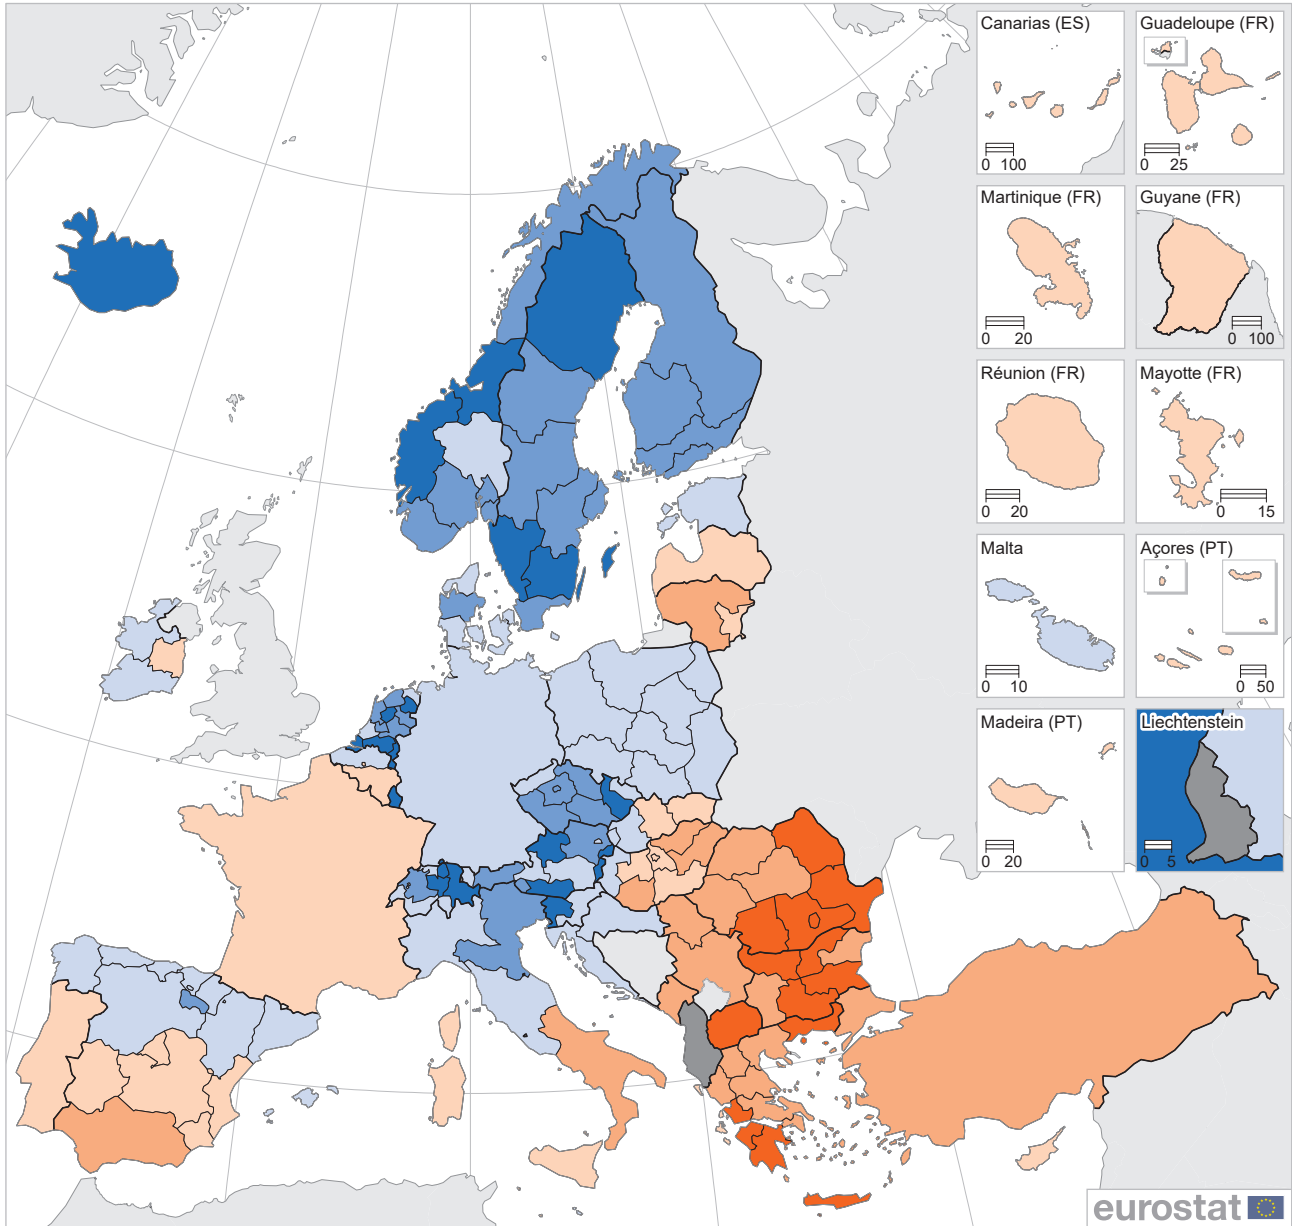 Canarias (ES)
0 100
Guadeloupe (FR)
0 25
Martinique (FR)
0 20
Guyane (FR)
0 100
Réunion (FR)
0 20
Mayotte (FR)
0 15
Malta
0 10
Açores (PT)
0 50
Madeira (PT)
0 20
Liechtenstein
0 5
eurostat